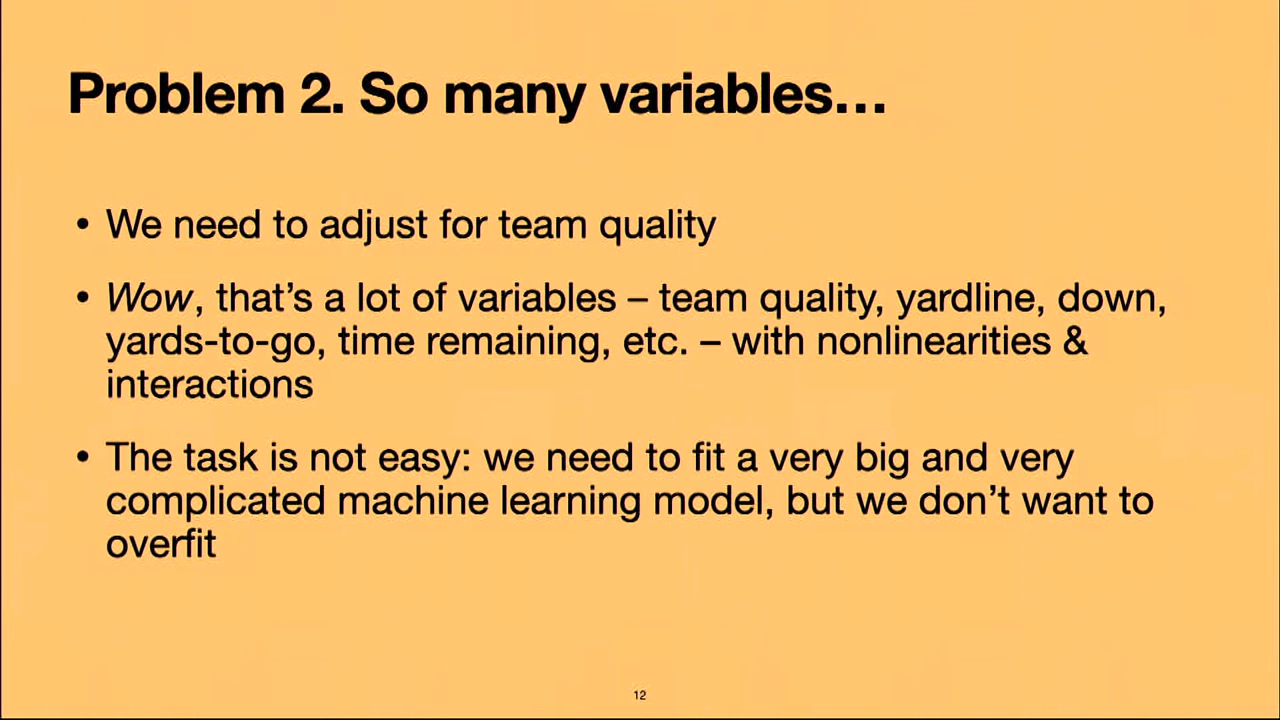 Problem 2. So many variables…
• We need to adjust for team quality
• Wow, that’s a lot of variables – team quality, yardline, down,
yards-to-go, time remaining, etc. – with nonlinearities &
interactions
• The task is not easy: we need to fit a very big and very
complicated machine learning model, but we don’t want to
overfit
12